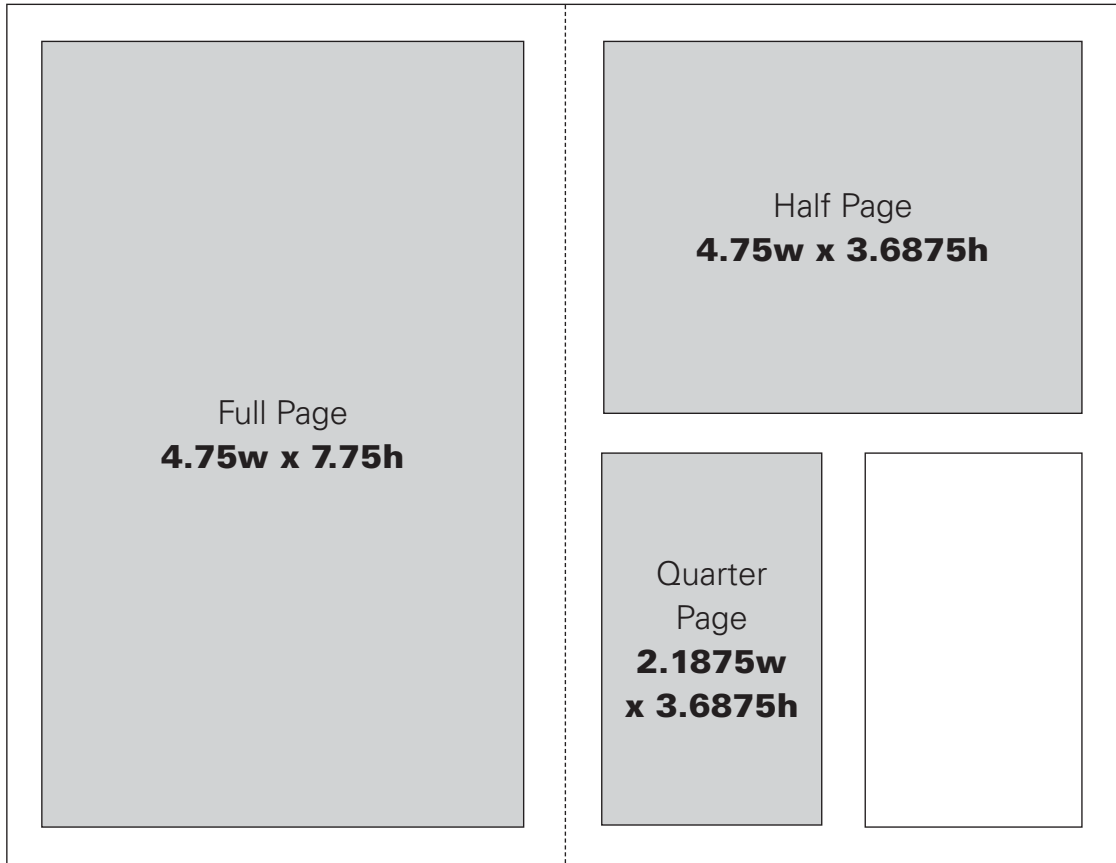 Full Page
4.75w x 7.75h
Half Page
4.75w x 3.6875h
Quarter
Page
2.1875w
x 3.6875h